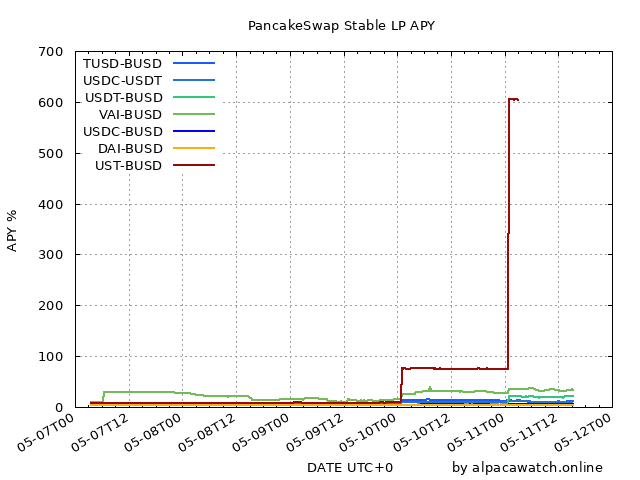 PancakeSwap Stable LP APY
700
600
500
400
300
200
100
0
APY %
TUSD-BUSD
USDC-USDT
USDT-BUSD
VAI-BUSD
USDC-BUSD
DAI-BUSD
UST-BUSD
05-07T00
05-07T12
05-08T00
05-08T12
05-09T00
05-09T12
05-10T00
05-10T12
05-11T00
05-11T12
05-12T00
DATE UTC+0
by alpacawatch.online